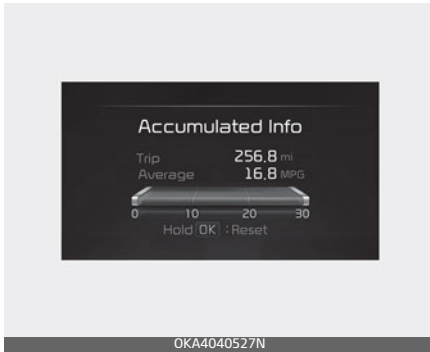 Accumulated Info
Trip 256.8 mi
Average 16.8 MPG
0 10 20 30
Hold OK : Reset
OKA4040527N